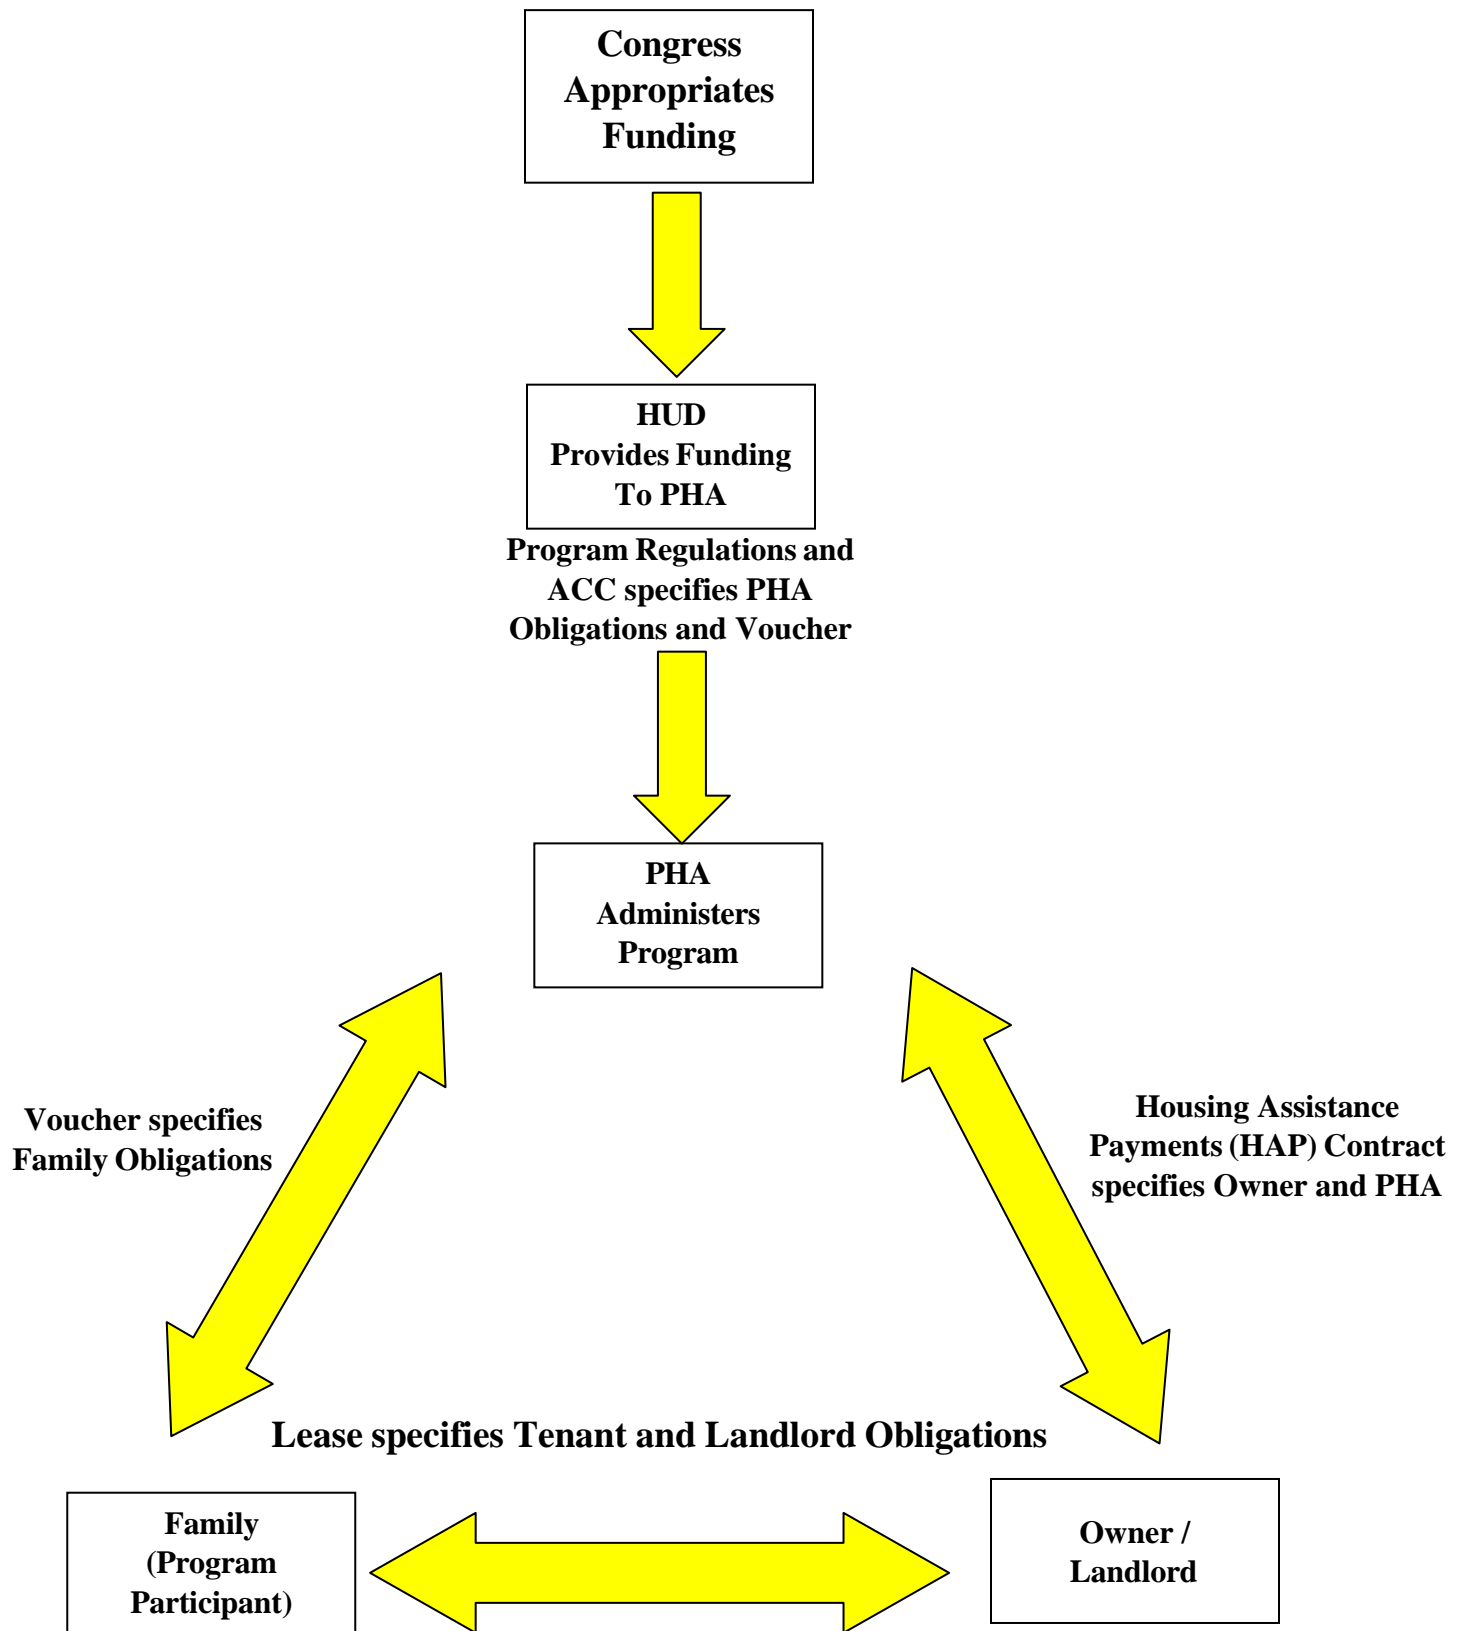 Congress
Appropriates
Funding
HUD
Provides Funding
To PHA
Program Regulations and
ACC specifies PHA
Obligations and Voucher
PHA
Administers
Program
Voucher specifies
Family Obligations
Housing Assistance
Payments (HAP) Contract
specifies Owner and PHA
Lease specifies Tenant and Landlord Obligations
Family
(Program
Participant)
Owner /
Landlord